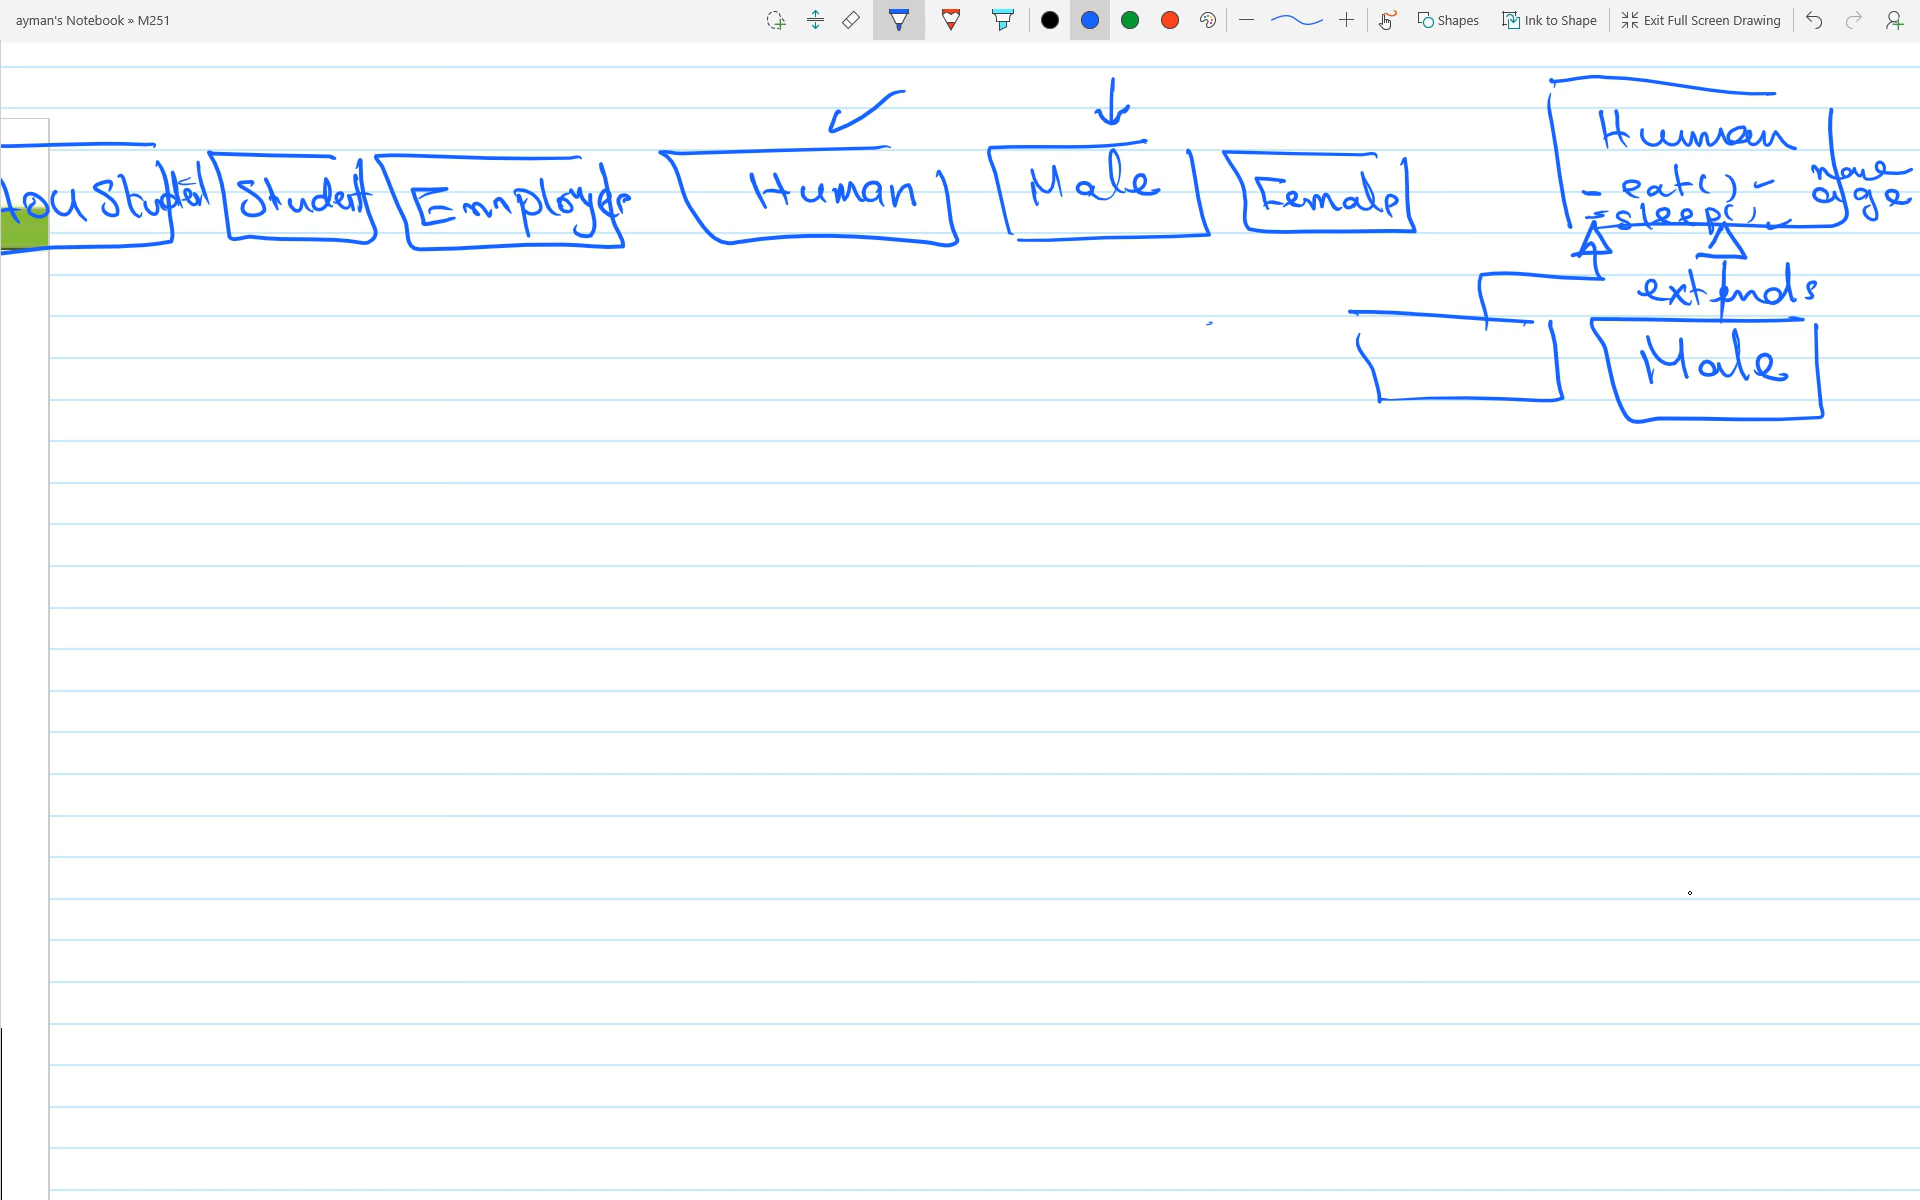 ayman's Notebook » M251
Shapes
Ink to Shape
Exit Full Screen Drawing
Student
Student
Employer
Human
Male
Female
Human
- eat()
- sleep()
name
age
extends
Male